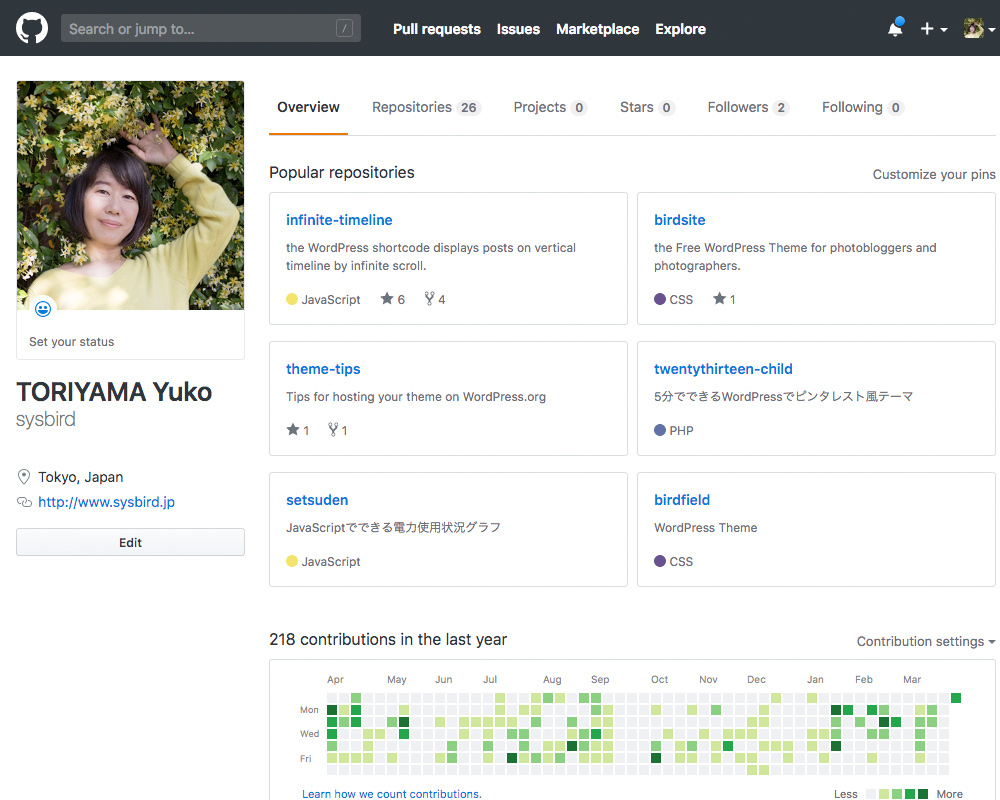 Search or jump to... /
Pull requests Issues Marketplace Explore
Overview Repositories 26 Projects 0 Stars 0 Followers 2 Following 0
Set your status
TORIYAMA Yuko
sysbird
Tokyo, Japan
http://www.sysbird.jp
Edit
Popular repositories
Customize your pins
infinite-timeline
the WordPress shortcode displays posts on vertical
timeline by infinite scroll.
JavaScript 6 4
birdsite
the Free WordPress Theme for photobloggers and
photographers.
CSS 1
theme-tips
Tips for hosting your theme on WordPress.org
1 1
twentythirteen-child
5分でできるWordPressでピンタレスト風テーマ
PHP
setsuden
JavaScriptでできる電力使用状況グラフ
JavaScript
birdfield
WordPress Theme
CSS
218 contributions in the last year
Contribution settings
Apr May Jun Jul Aug Sep Oct Nov Dec Jan Feb Mar
Mon
Wed
Fri
Learn how we count contributions.
Less More